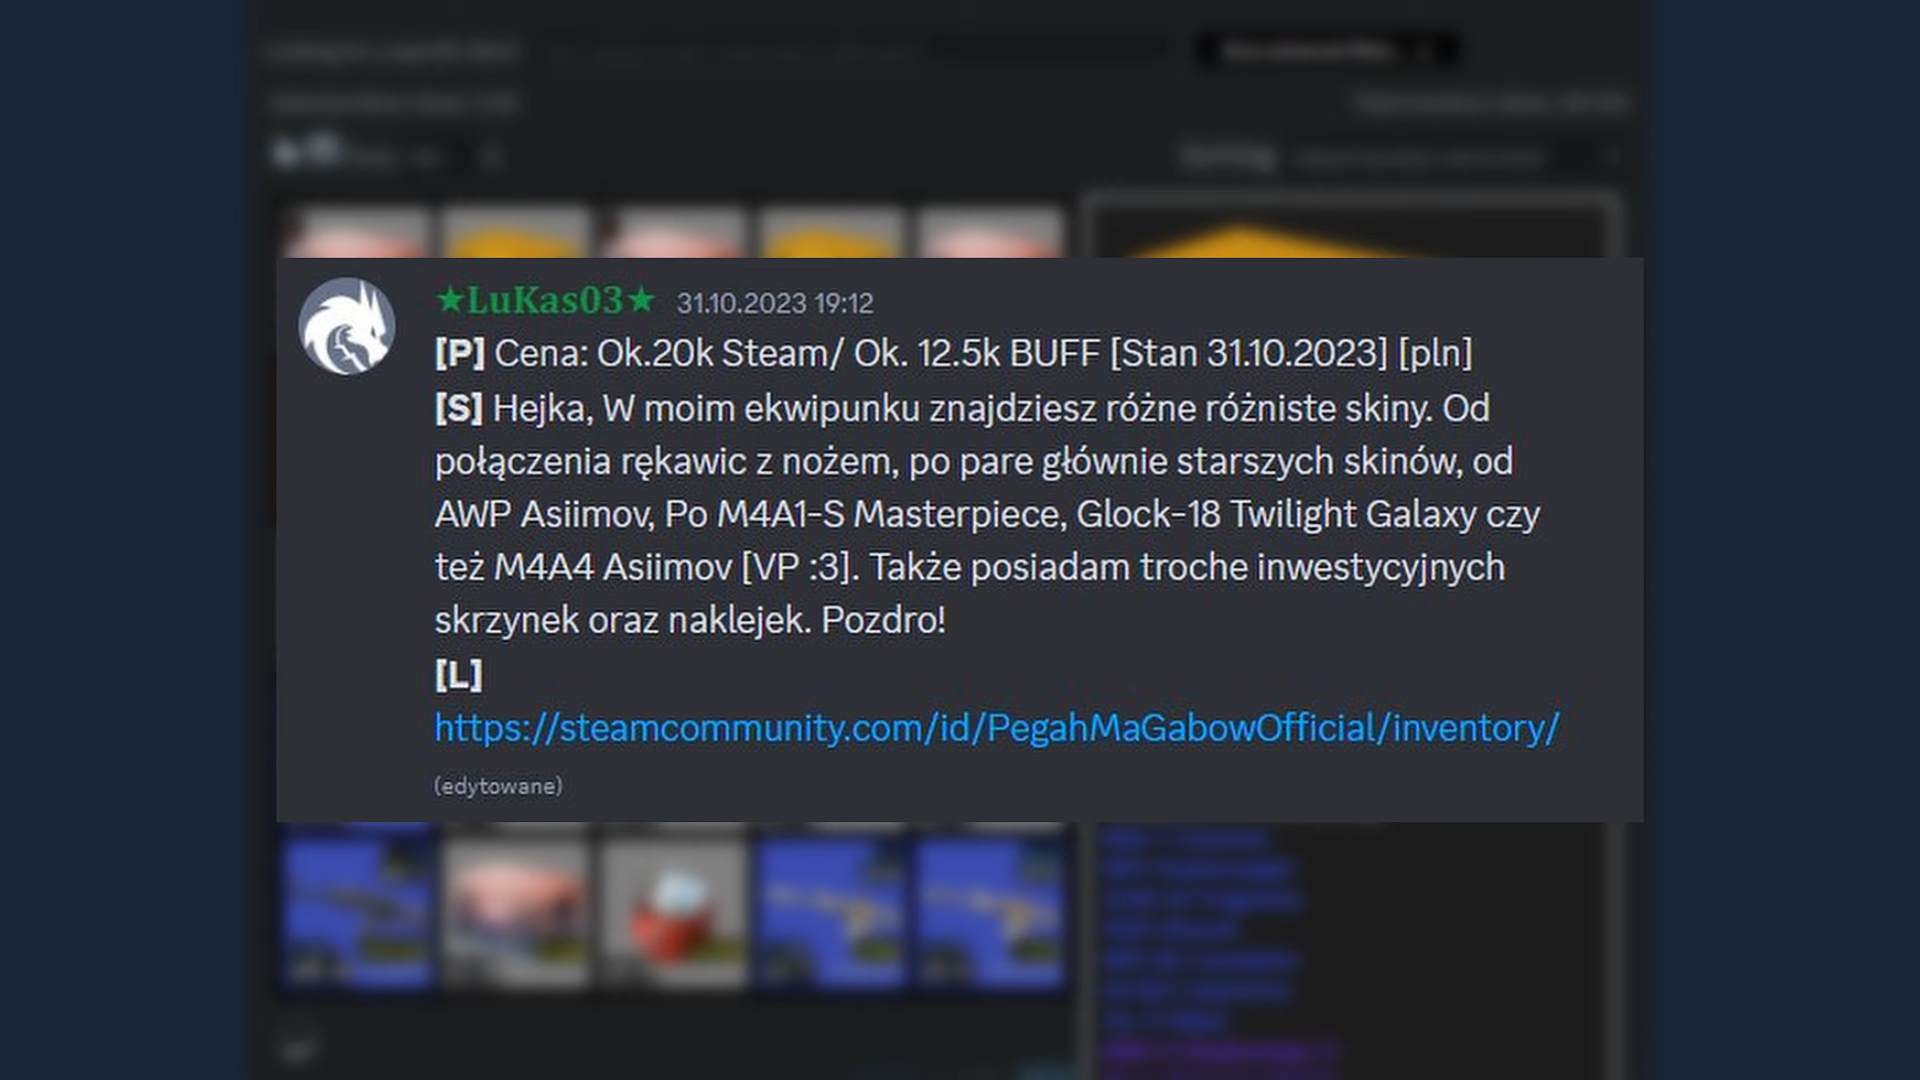 ★LuKas03★ 31.10.2023 19:12
[P] Cena: Ok.20k Steam/ Ok. 12.5k BUFF [Stan 31.10.2023] [pln]
[S] Hejka, W moim ekwipunku znajdziesz różne różniste skiny. Od
połączenia rękawic z nożem, po pare głównie starszych skinów, od
AWP Asiimov, Po M4A1-S Masterpiece, Glock-18 Twilight Galaxy czy
też M4A4 Asiimov [VP :3]. Także posiadam troche inwestycyjnych
skrzynek oraz naklejek. Pozdro!
[L]
https://steamcommunity.com/id/PegahMaGabowOfficial/inventory/
(edytowane)